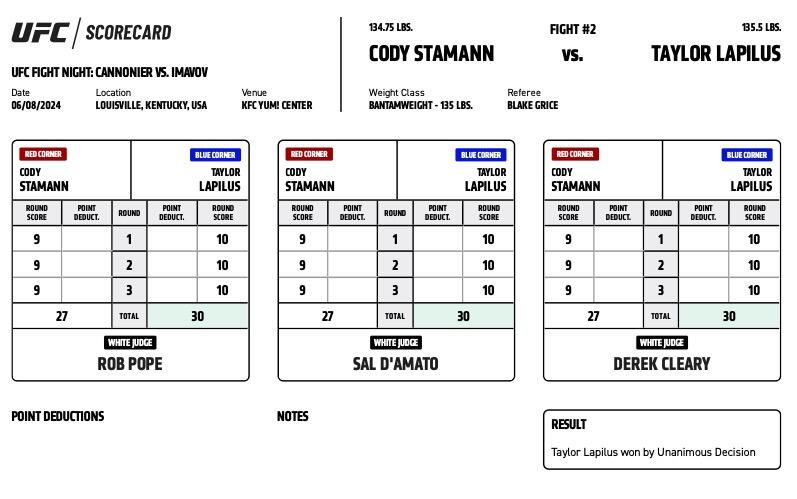 UFC SCORECARD
UFC FIGHT NIGHT: CANNONIER VS. IMAVOV
Date Location Venue
06/08/2024 LOUISVILLE, KENTUCKY, USA KFC YUM! CENTER
134.75 LBS. FIGHT #2 135.5 LBS.
CODY STAMANN vs. TAYLOR LAPILUS
Weight Class Referee
BANTAMWEIGHT - 135 LBS. BLAKE GRICE
RED CORNER BLUE CORNER
CODY TAYLOR
STAMANN LAPILUS
ROUND SCORE POINT DEDUCT. ROUND POINT DEDUCT. ROUND SCORE
9 1 10
9 2 10
9 3 10
27 TOTAL 30
WHITE JUDGE
ROB POPE
RED CORNER BLUE CORNER
CODY TAYLOR
STAMANN LAPILUS
ROUND SCORE POINT DEDUCT. ROUND POINT DEDUCT. ROUND SCORE
9 1 10
9 2 10
9 3 10
27 TOTAL 30
WHITE JUDGE
SAL D'AMATO
RED CORNER BLUE CORNER
CODY TAYLOR
STAMANN LAPILUS
ROUND SCORE POINT DEDUCT. ROUND POINT DEDUCT. ROUND SCORE
9 1 10
9 2 10
9 3 10
27 TOTAL 30
WHITE JUDGE
DEREK CLEARY
POINT DEDUCTIONS
NOTES
RESULT
Taylor Lapilus won by Unanimous Decision